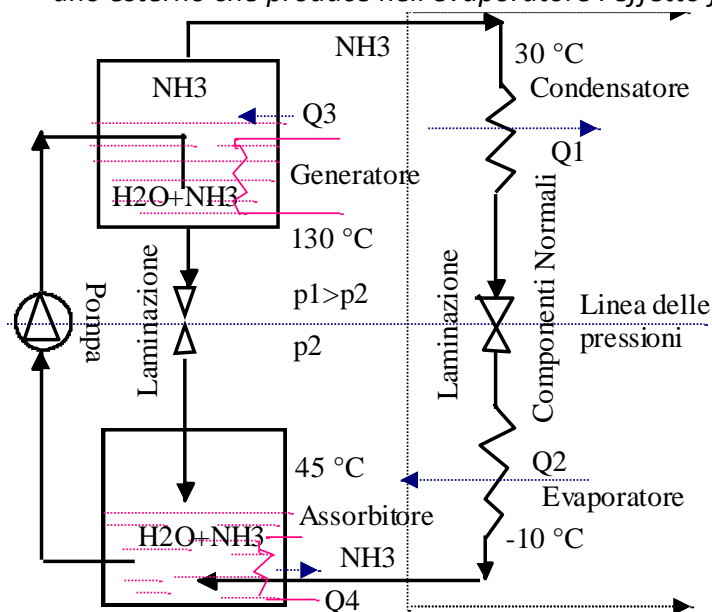 uno esterno che produce nell'evaporatore l'effetto f
NH3
30 °C
NH3
Condensatore
Q3
Q1
Generatore
H2O+NH3
130 °C
Laminazione
Pompa
p1>p2
p2
Laminazione
Componenti Normali
Linea delle
pressioni
45 °C
Q2
Assorbitore
Evaporatore
H2O+NH3
NH3
-10 °C
Q4